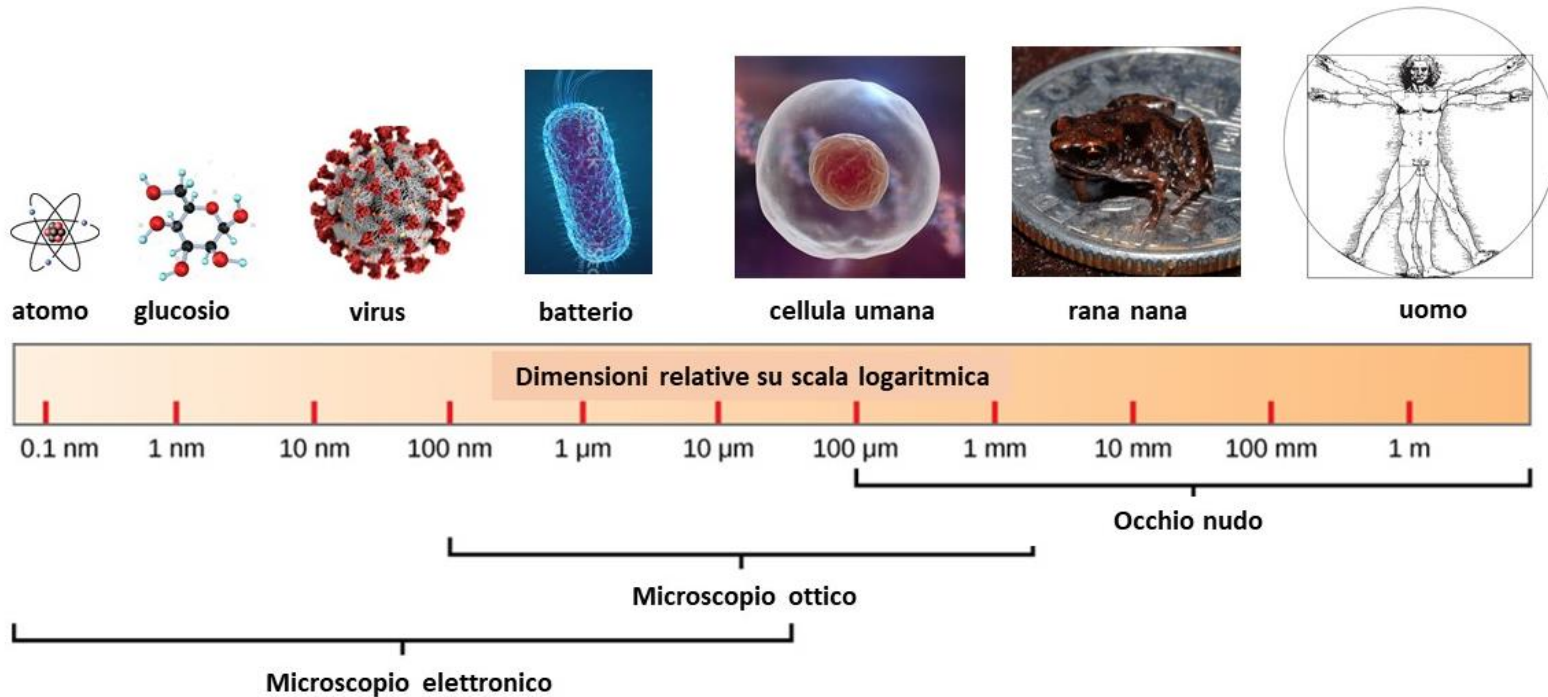 atomo glucosio virus batterio cellula umana rana nana uomo
Dimensioni relative su scala logaritmica
0.1 nm 1 nm 10 nm 100 nm 1 µm 10 µm 100 µm 1 mm 10 mm 100 mm 1 m
Occhio nudo
Microscopio ottico
Microscopio elettronico